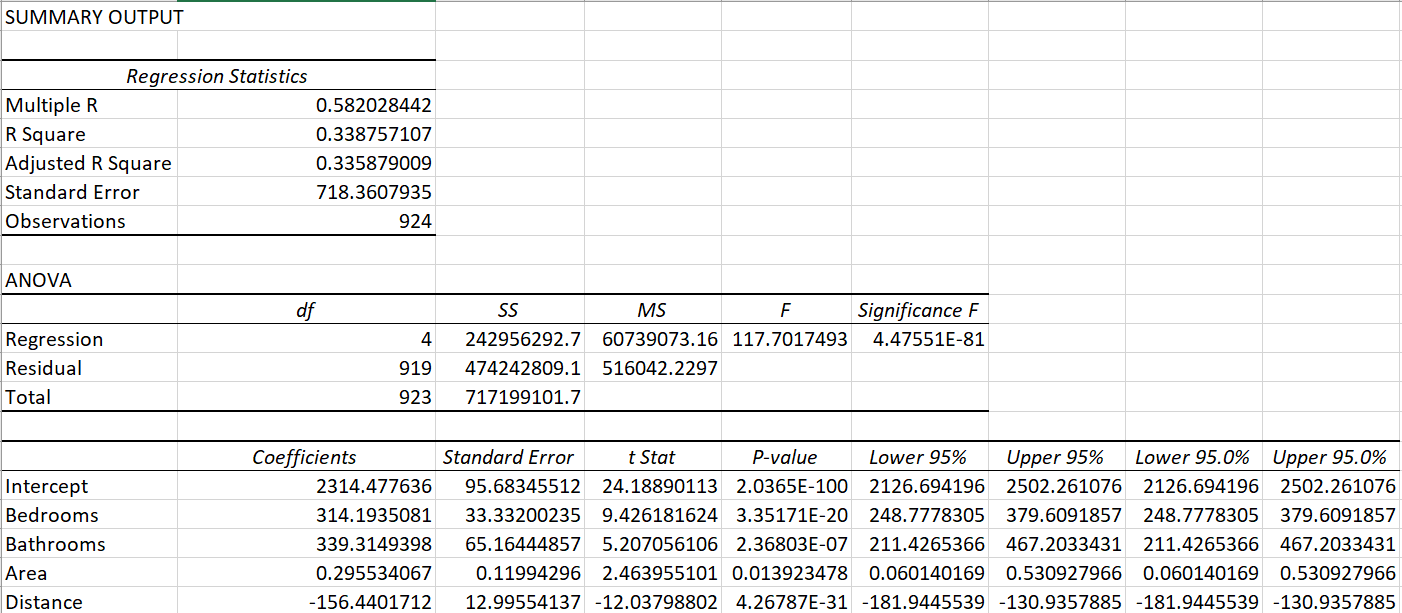 SUMMARY OUTPUT
Regression Statistics
Multiple R 0.582028442
R Square 0.338757107
Adjusted R Square 0.335879009
Standard Error 718.3607935
Observations 924
ANOVA
df SS MS F Significance F
Regression 4 242956292.7 60739073.16 117.7017493 4.47551E-81
Residual 919 474242809.1 516042.2297
Total 923 717199101.7
Coefficients Standard Error t Stat P-value Lower 95% Upper 95% Lower 95.0% Upper 95.0%
Intercept 2314.477636 95.68345512 24.18890113 2.0365E-100 2126.694196 2502.261076 2126.694196 2502.261076
Bedrooms 314.1935081 33.33200235 9.426181624 3.35171E-20 248.7778305 379.6091857 248.7778305 379.6091857
Bathrooms 339.3149398 65.16444857 5.207056106 2.36803E-07 211.4265366 467.2033431 211.4265366 467.2033431
Area 0.295534067 0.11994296 2.463955101 0.013923478 0.060140169 0.530927966 0.060140169 0.530927966
Distance -156.4401712 12.99554137 -12.03798802 4.26787E-31 -181.9445539 -130.9357885 -181.9445539 -130.9357885